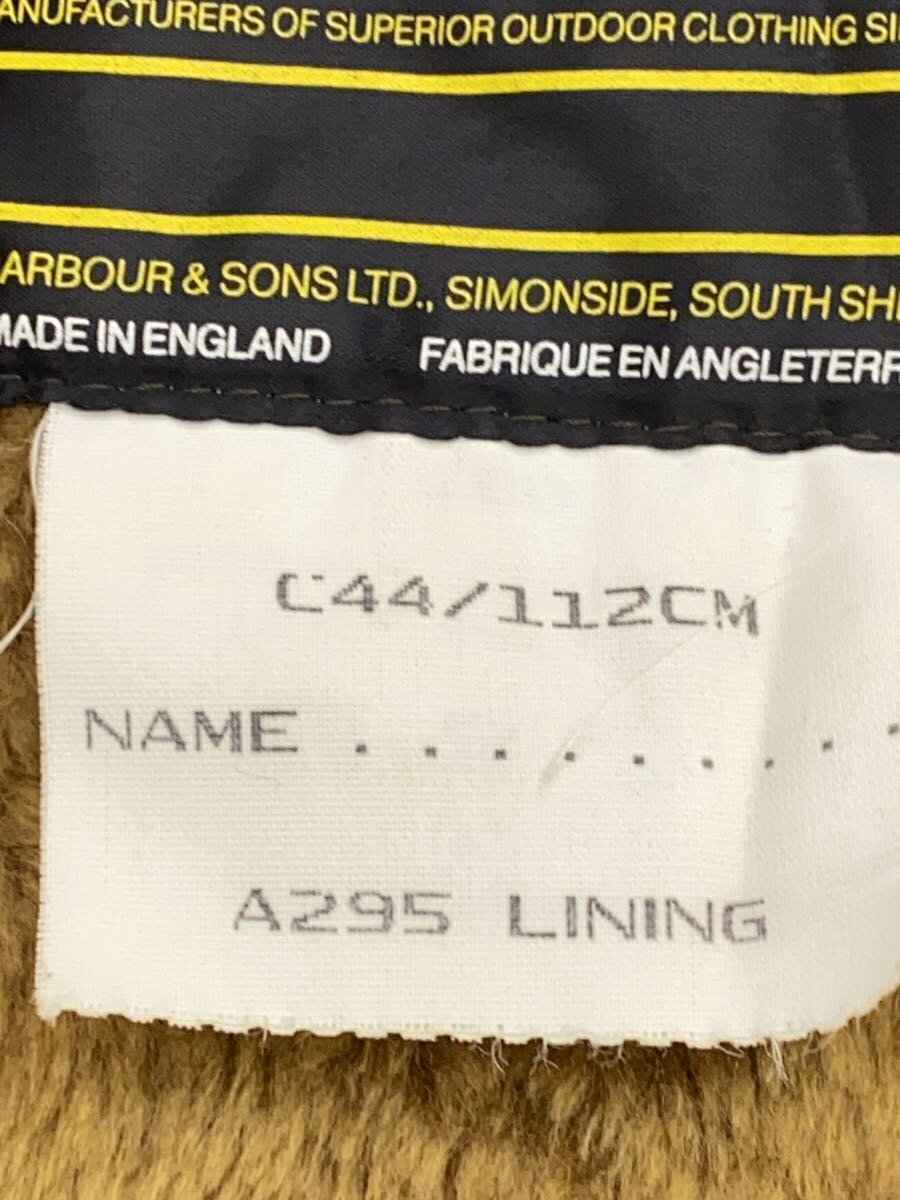 ANUFACTURERS OF SUPERIOR OUTDOOR CLOTHING SI
ARBOUR & SONS LTD., SIMONSIDE, SOUTH SHI
MADE IN ENGLAND FABRIQUE EN ANGLETERR
C44/112CM
NAME . . . . . . . . .
A295 LINING